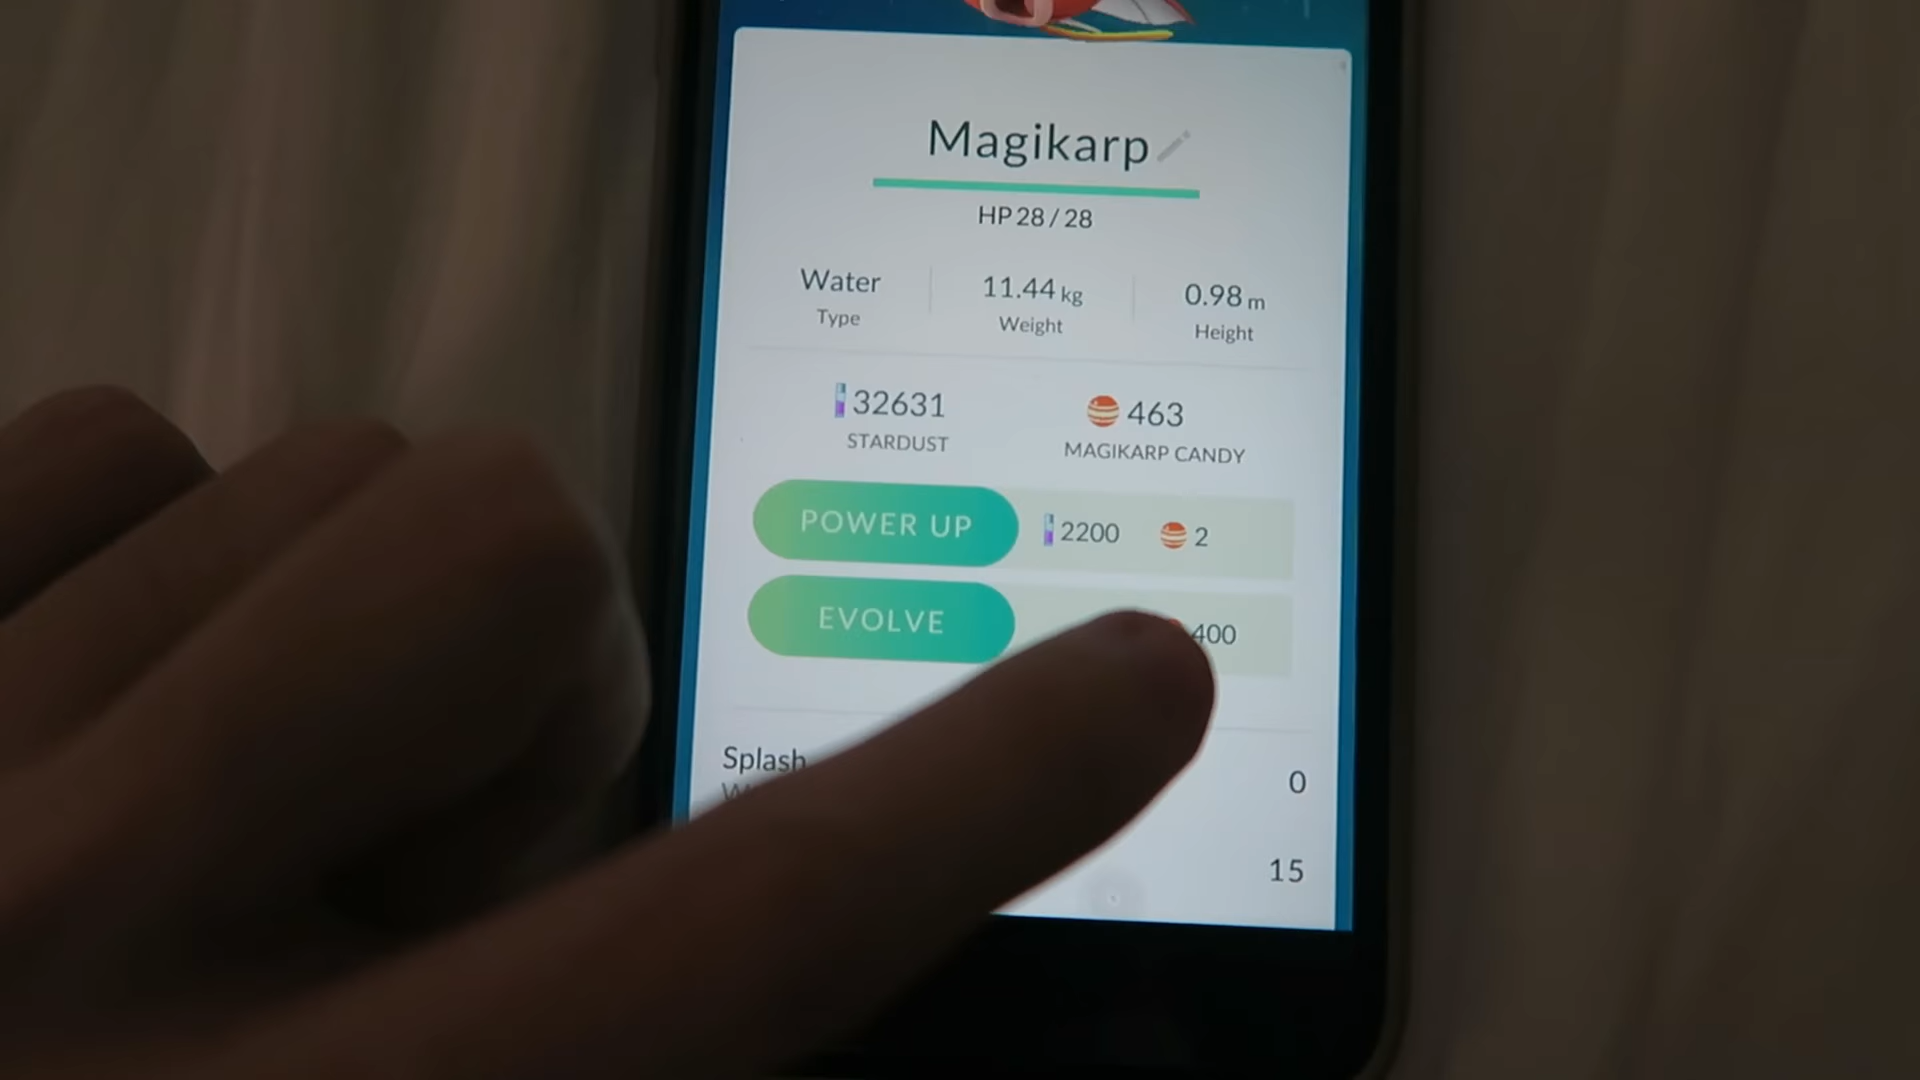 Magikarp
HP 28 / 28
Water 11.44 kg 0.98 m
Type Weight Height
32631 463
STARDUST MAGIKARP CANDY
POWER UP 2200 2
EVOLVE 400
Splash 0
15